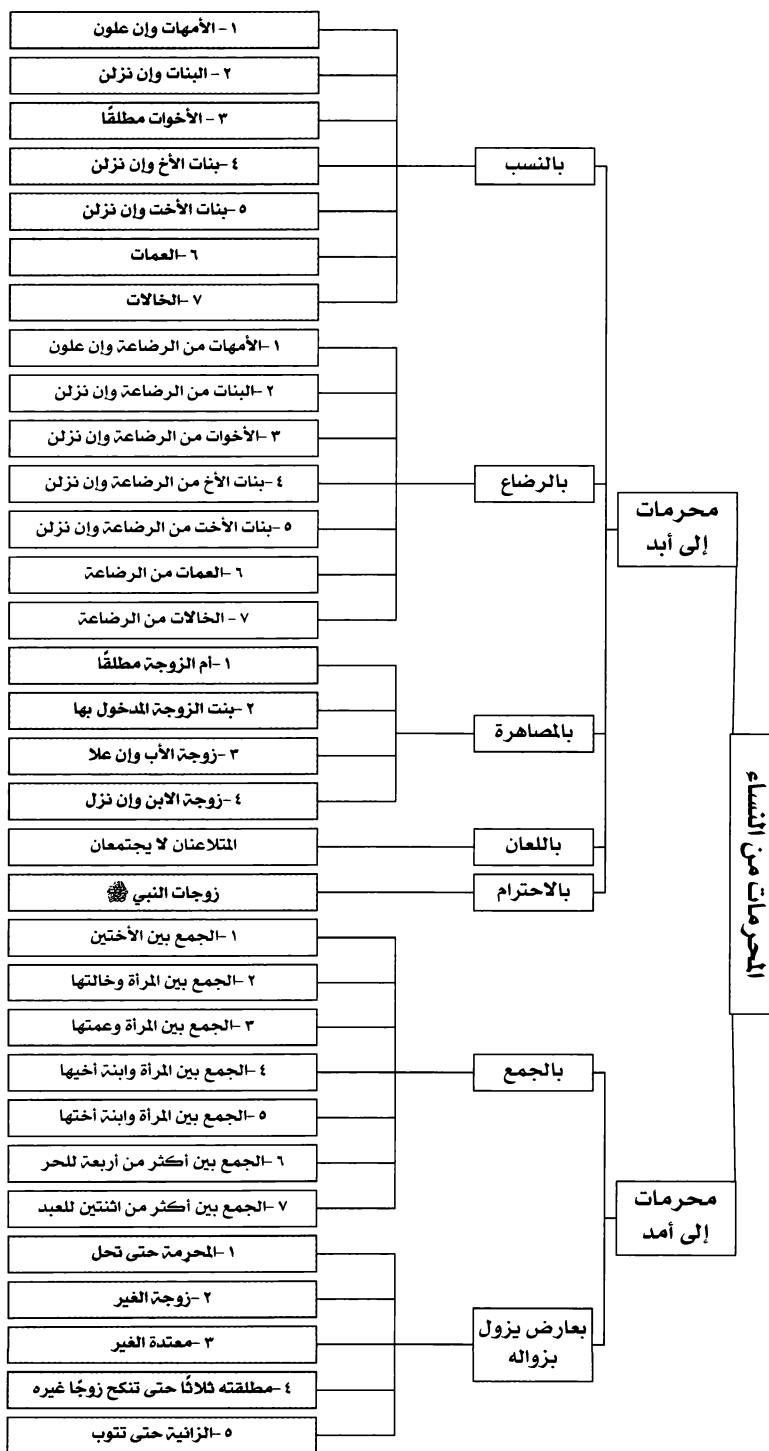 المحرمات من النساء
محرمات
إلى أبد
بالنسب
١ - الأمهات وإن علون
٢ - البنات وإن نزلن
٣ - الأخوات مطلقًا
٤ -بنات الأخ وإن نزلن
٥ -بنات الأخت وإن نزلن
٦ -العمات
٧ -الخالات
بالرضاع
١ -الأمهات من الرضاعة وإن علون
٢ -البنات من الرضاعة وإن نزلن
٣ -الأخوات من الرضاعة وإن نزلن
٤ -بنات الأخ من الرضاعة وإن نزلن
٥ -بنات الأخت من الرضاعة وإن نزلن
٦ -العمات من الرضاعة
٧ - الخالات من الرضاعة
بالمصاهرة
١ -أم الزوجة مطلقًا
٢ -بنت الزوجة المدخول بها
٣ -زوجة الأب وإن علا
٤ -زوجة الابن وإن نزل
باللعان
المتلاعنان لا يجتمعان
بالاحترام
زوجات النبي ﷺ
محرمات
إلى أمد
بالجمع
١ -الجمع بين الأختين
٢ -الجمع بين المرأة وخالتها
٣ -الجمع بين المرأة وعمتها
٤ -الجمع بين المرأة وابنة أخيها
٥ -الجمع بين المرأة وابنة أختها
٦ -الجمع بين أكثر من أربعة للحر
٧ -الجمع بين أكثر من اثنتين للعبد
بعارض يزول
بزواله
١ -المحرمة حتى تحل
٢ -زوجة الغير
٣ -معتدة الغير
٤ -مطلقته ثلاثًا حتى تنكح زوجًا غيره
٥ -الزانية حتى تتوب